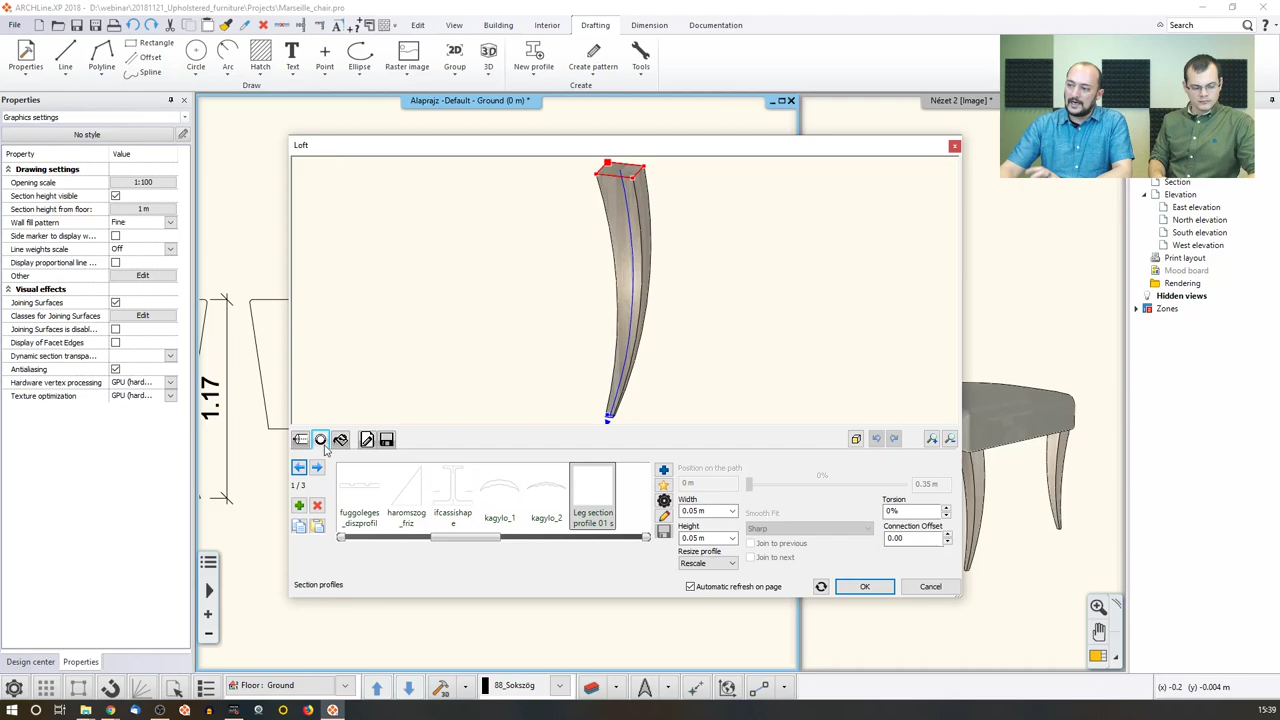 ARCHLine.XP 2018 - D:\webinar\20181121_Upholstered_furniture\Projects\Marseille_chair.pro
File
Edit
View
Building
Interior
Drafting
Dimension
Documentation
Search
Properties
Line
Polyline
Rectangle
Offset
Spline
Circle
Arc
Hatch
Text
Point
Ellipse
Raster image
2D
Group
3D
3D
New profile
Create pattern
Tools
Draw
Create
Properties
Graphics settings
No style
Property Value
Drawing settings
Opening scale 1:100
Section height visible
Section height from floor: 1 m
Wall fill pattern Fine
Side marker to display w...
Line weights scale Off
Display proportional line ...
Other Edit
Visual effects
Joining Surfaces
Classes for Joining Surfaces Edit
Joining Surfaces is disabl...
Display of Facet Edges
Dynamic section transpa...
Antialiasing
Hardware vertex processing GPU (hard...
Texture optimization GPU (hard...
Design center Properties
Alaprajz -Default - Ground (0 m) *
Nézet 2 [Image] *
1.17
Loft
1 / 3
fuggoleges
_diszprofil
haromszog
_friz
ifcassishap
e
kagylo_1
kagylo_2
Leg section
profile 01 s
Position on the path 0%
0 m 0.35 m
Width
0.05 m
Height
0.05 m
Resize profile
Rescale
Smooth Fit
Sharp
Join to previous
Join to next
Torsion
0%
Connection Offset
0.00
Section profiles
Automatic refresh on page
OK
Cancel
Section
Elevation
East elevation
North elevation
South elevation
West elevation
Print layout
Mood board
Rendering
Hidden views
Zones
Floor : Ground
88_Sokszög
(x) -0.2 (y) -0.004 m
15:39